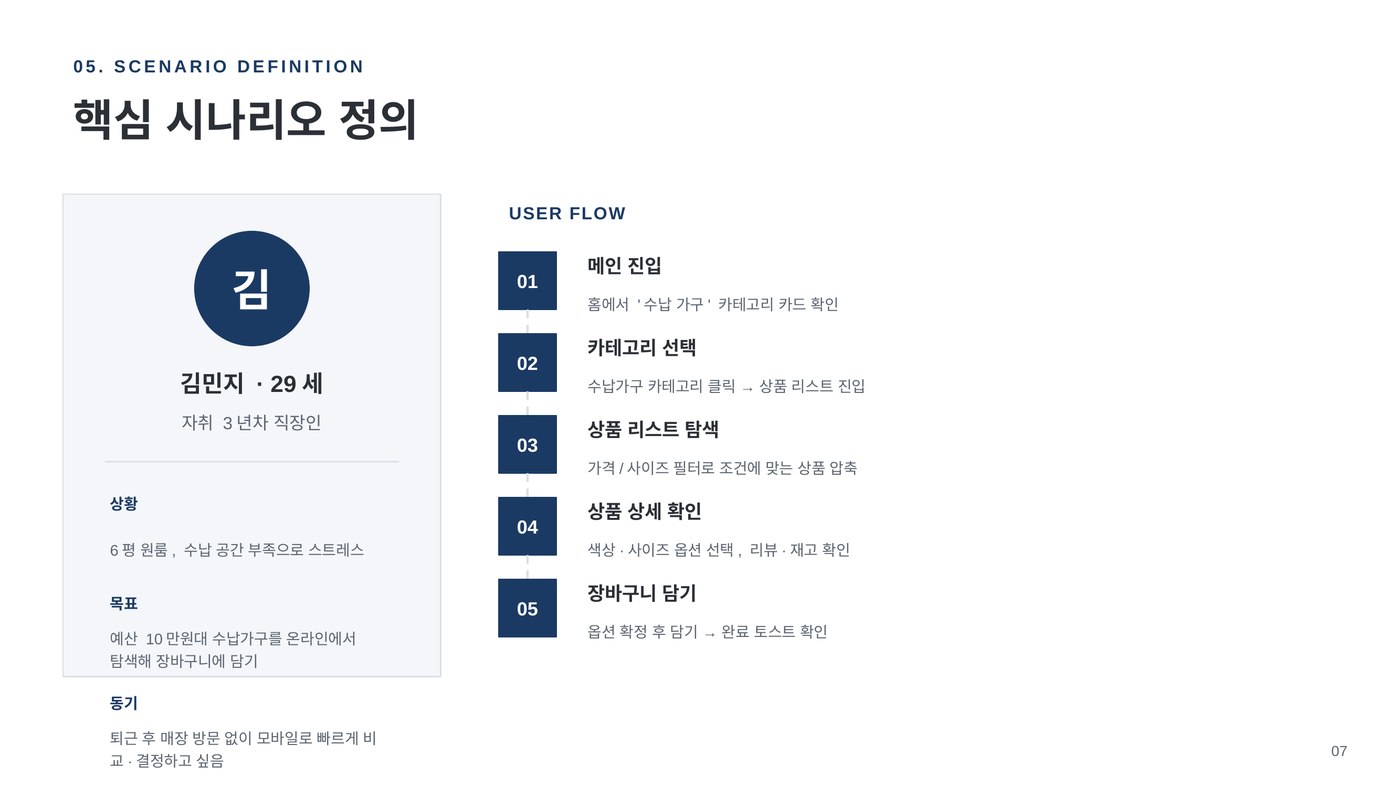 05. SCENARIO DEFINITION
핵심 시나리오 정의
김
김민지 · 29 세
자취 3 년차 직장인
상황
6 평 원룸 , 수납 공간 부족으로 스트레스
목표
예산 10 만원대 수납가구를 온라인에서
탐색해 장바구니에 담기
동기
퇴근 후 매장 방문 없이 모바일로 빠르게 비
교 · 결정하고 싶음
USER FLOW
01
메인 진입
홈에서 ' 수납 가구 ' 카테고리 카드 확인
02
카테고리 선택
수납가구 카테고리 클릭 → 상품 리스트 진입
03
상품 리스트 탐색
가격 / 사이즈 필터로 조건에 맞는 상품 압축
04
상품 상세 확인
색상 · 사이즈 옵션 선택 , 리뷰 · 재고 확인
05
장바구니 담기
옵션 확정 후 담기 → 완료 토스트 확인
07